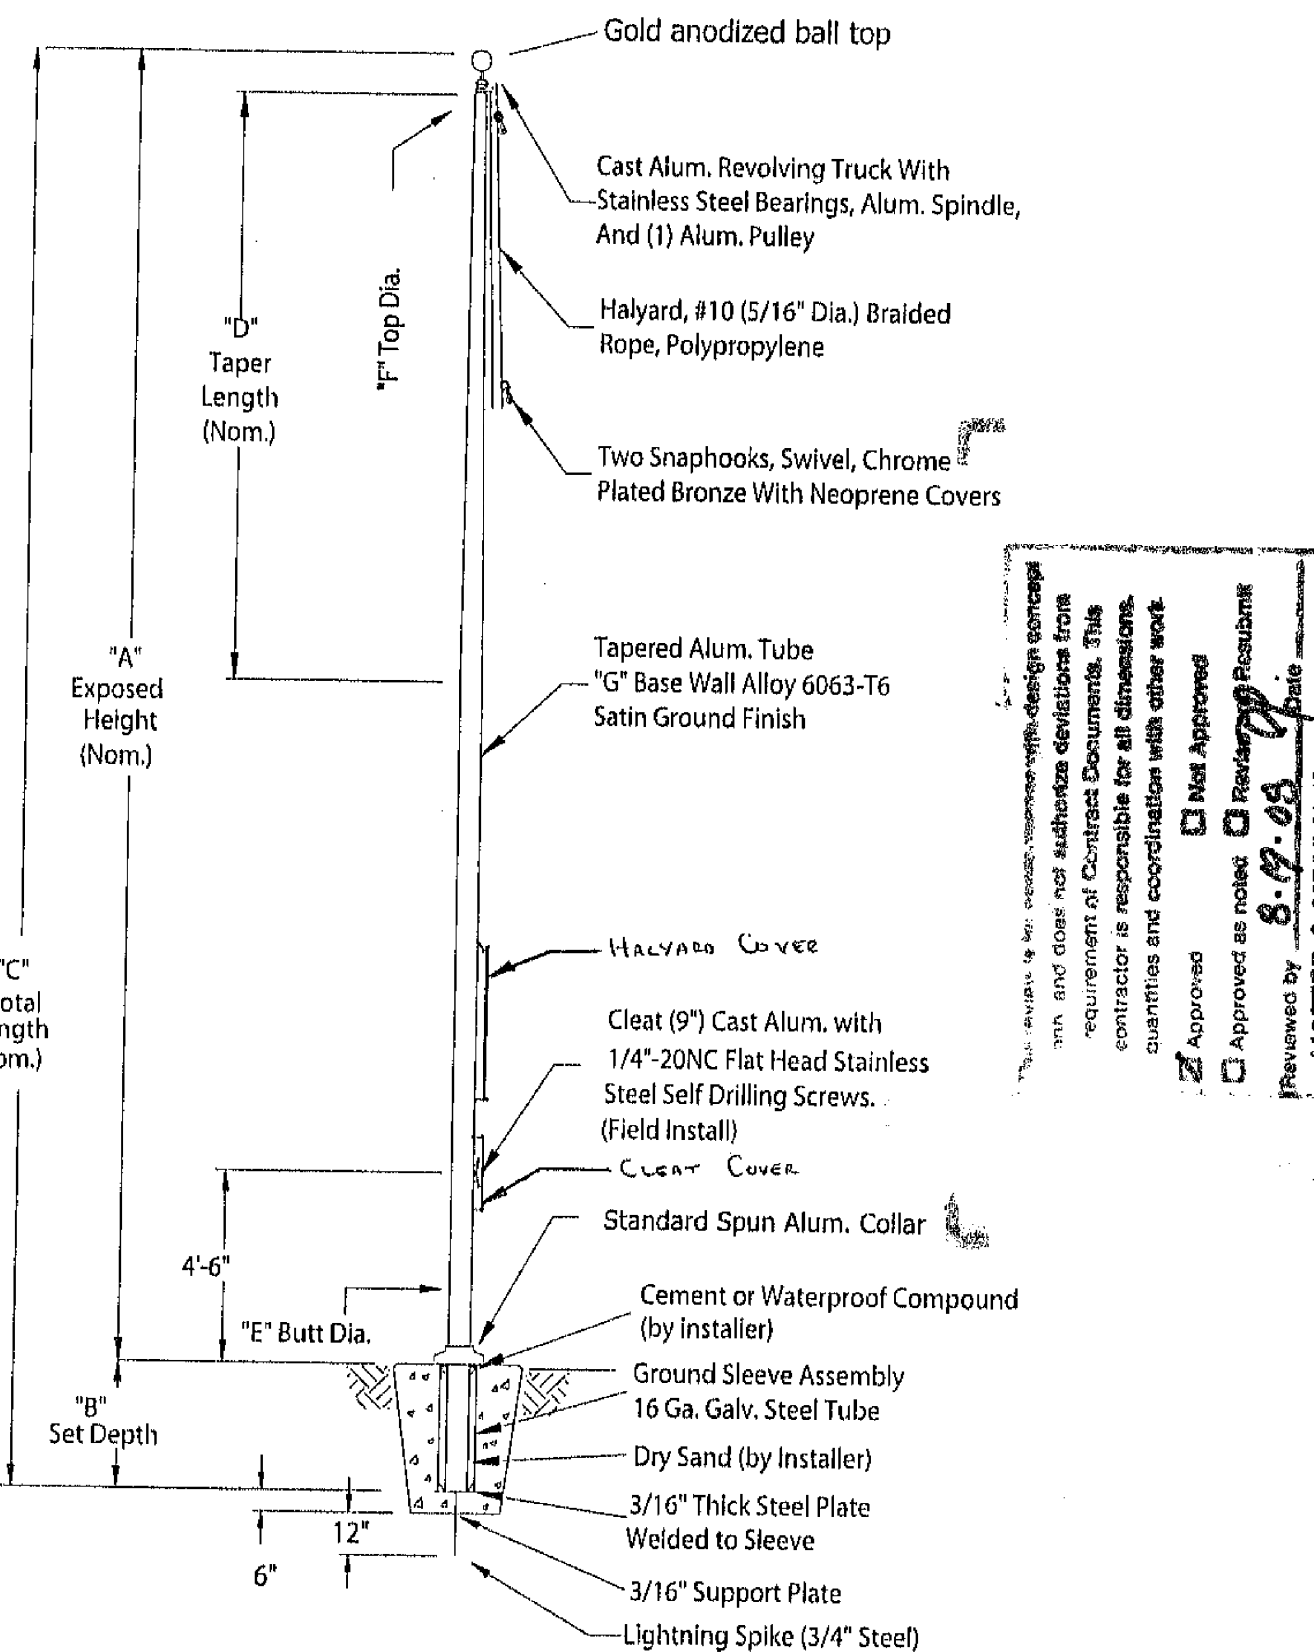 Gold anodized ball top
Cast Alum. Revolving Truck With
Stainless Steel Bearings, Alum. Spindle,
And (1) Alum. Pulley
"F" Top Dia.
Halyard, #10 (5/16" Dia.) Braided
Rope, Polypropylene
"D"
Taper
Length
(Nom.)
Two Snaphooks, Swivel, Chrome
Plated Bronze With Neoprene Covers
"A"
Exposed
Height
(Nom.)
Tapered Alum. Tube
"G" Base Wall Alloy 6063-T6
Satin Ground Finish
HALYARD COVER
"C"
otal
ngth
om.)
Cleat (9") Cast Alum. with
1/4"-20NC Flat Head Stainless
Steel Self Drilling Screws.
(Field Install)
CLEAT COVER
Standard Spun Alum. Collar
4'-6"
"E" Butt Dia.
Cement or Waterproof Compound
(by installer)
Ground Sleeve Assembly
16 Ga. Galv. Steel Tube
"B"
Set Depth
Dry Sand (by Installer)
3/16" Thick Steel Plate
Welded to Sleeve
12"
6"
3/16" Support Plate
Lightning Spike (3/4" Steel)
design concept
and does not authorize deviations from
requirement of Contract Documents. This
contractor is responsible for all dimensions,
quantities and coordination with other work.
Approved Not Approved
Approved as noted Resubmit
Reviewed by 8.19.08 Date